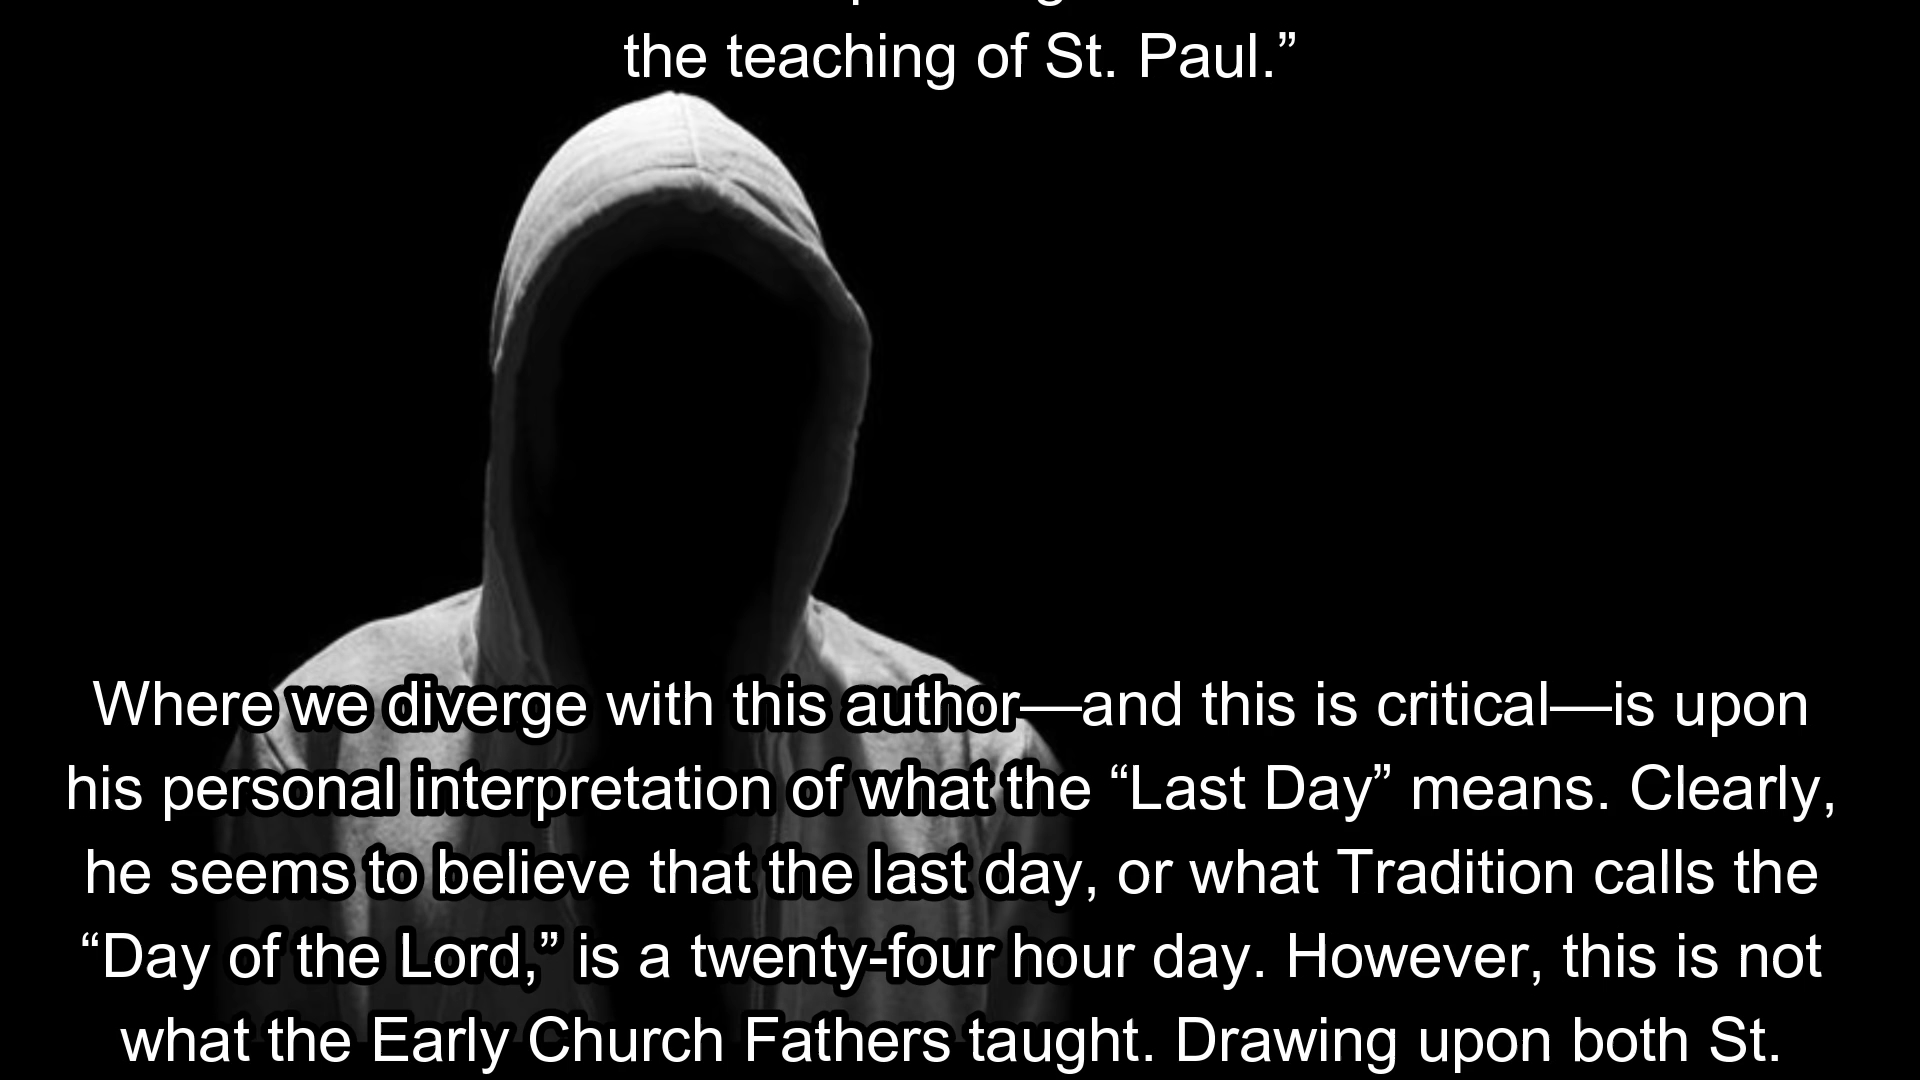 the teaching of St. Paul.”
Where we diverge with this author—and this is critical—is upon
his personal interpretation of what the “Last Day” means. Clearly,
he seems to believe that the last day, or what Tradition calls the
“Day of the Lord,” is a twenty-four hour day. However, this is not
what the Early Church Fathers taught. Drawing upon both St.